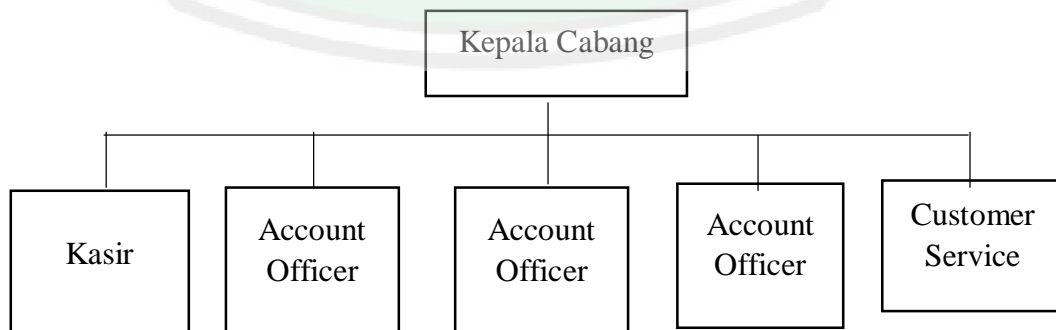 Kepala Cabang
Kasir
Account
Officer
Account
Officer
Account
Officer
Customer
Service